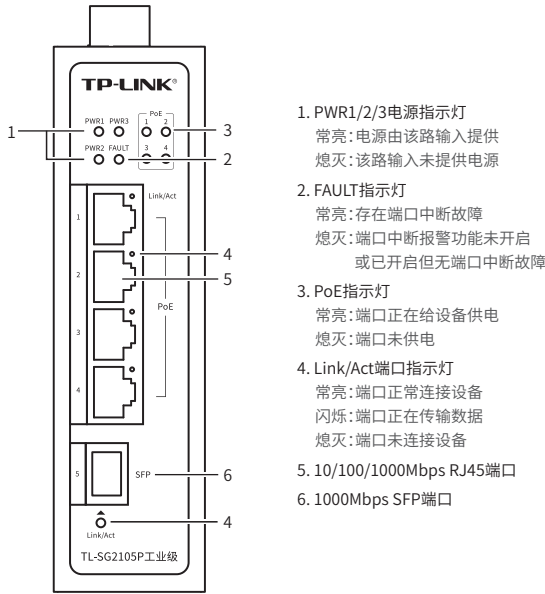 TP-LINK®
PWR1 PWR3
PoE
1 2
PWR2 FAULT
3 4
1
3
2
Link/Act
1
2
3
4
PoE
4
5
5
SFP
6
Link/Act
4
TL-SG2105P工业级
1. PWR1/2/3电源指示灯
常亮：电源由该路输入提供
熄灭：该路输入未提供电源
2. FAULT指示灯
常亮：存在端口中断故障
熄灭：端口中断报警功能未开启
或已开启但无端口中断故障
3. PoE指示灯
常亮：端口正在给设备供电
熄灭：端口未供电
4. Link/Act端口指示灯
常亮：端口正常连接设备
闪烁：端口正在传输数据
熄灭：端口未连接设备
5. 10/100/1000Mbps RJ45端口
6. 1000Mbps SFP端口